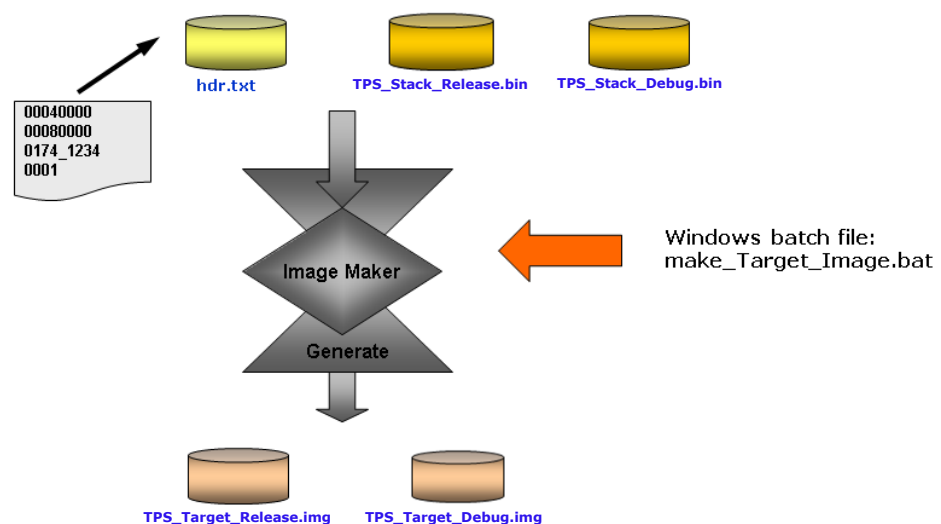 hdr.txt
TPS_Stack_Release.bin
TPS_Stack_Debug.bin
00040000
00080000
0174_1234
0001
Image Maker
Windows batch file:
make_Target_Image.bat
Generate
TPS_Target_Release.img
TPS_Target_Debug.img